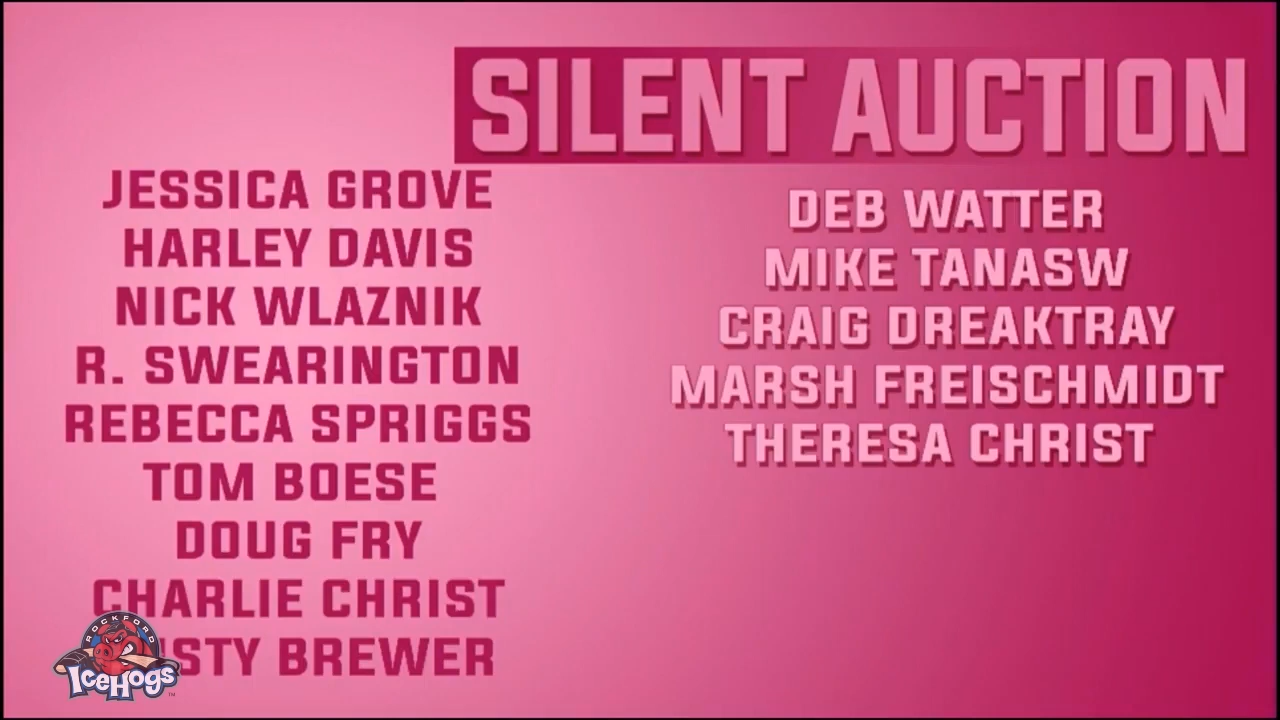 SILENT AUCTION
JESSICA GROVE
HARLEY DAVIS
NICK WLAZNIK
R. SWEARINGTON
REBECCA SPRIGGS
TOM BOESE
DOUG FRY
CHARLIE CHRIST
BREWER
DEB WATTER
MIKE TANASW
CRAIG DREAKTRAY
MARSH FREISCHMIDT
THERESA CHRIST
ROCKFORD
ICEHOGS